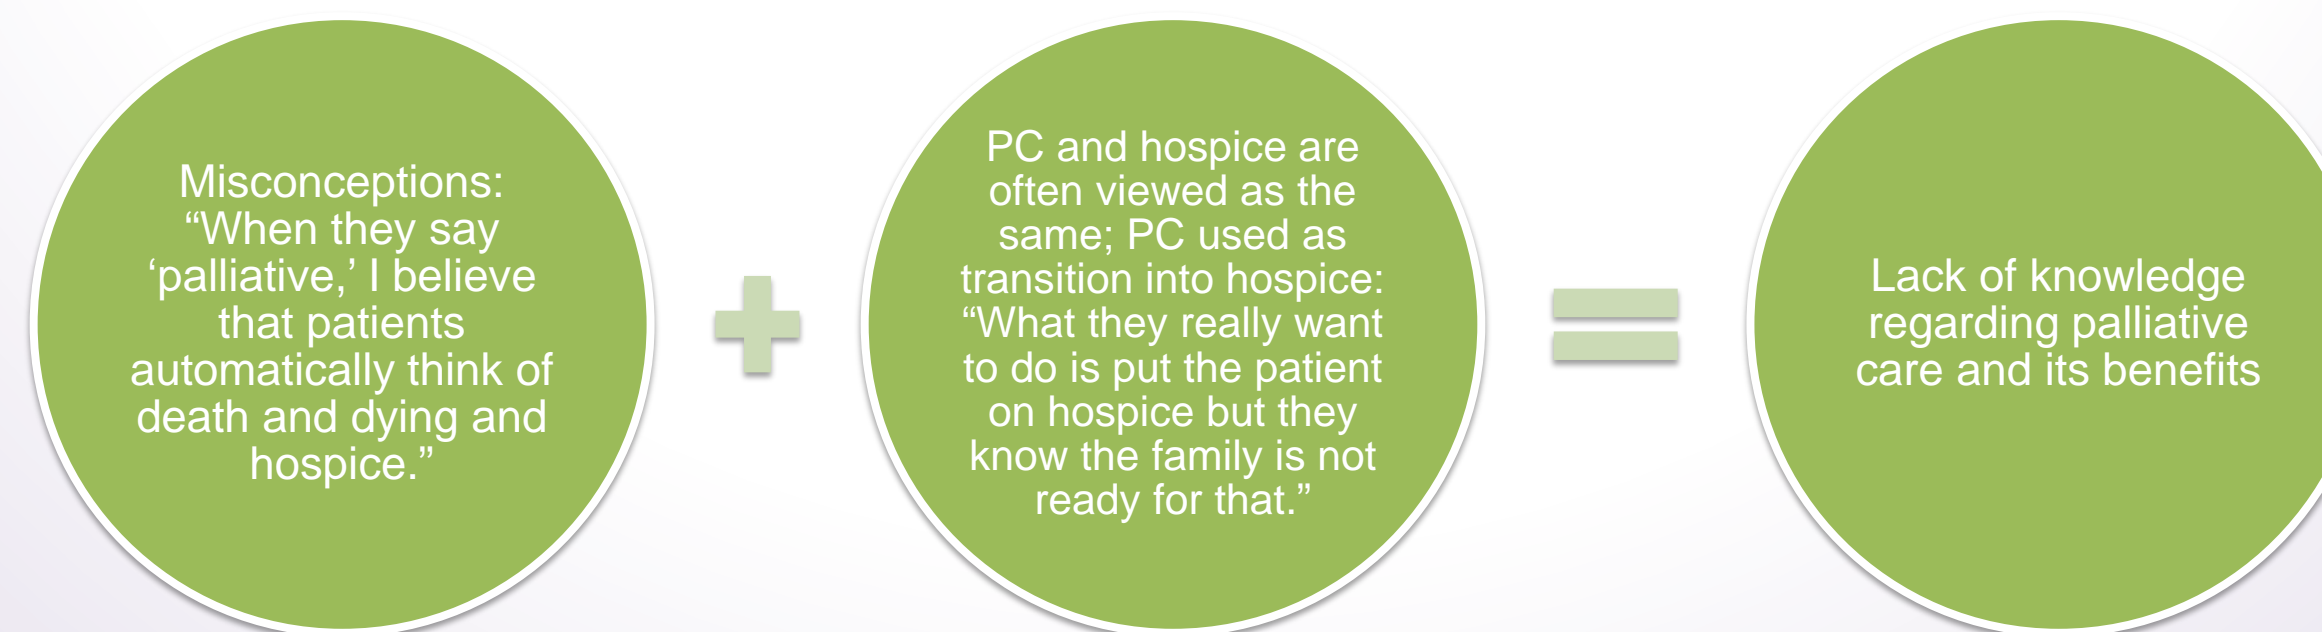 Misconceptions:
“When they say
‘palliative,’ I believe
that patients
automatically think of
death and dying and
hospice.”
PC and hospice are
often viewed as the
same; PC used as
transition into hospice:
“What they really want
to do is put the patient
on hospice but they
know the family is not
ready for that.”
Lack of knowledge
regarding palliative
care and its benefits